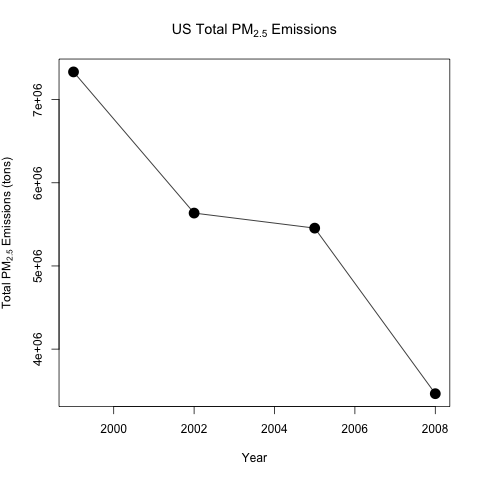 US Total PM2.5 Emissions
Total PM2.5 Emissions (tons)
7e+06
6e+06
5e+06
4e+06
2000 2002 2004 2006 2008
Year